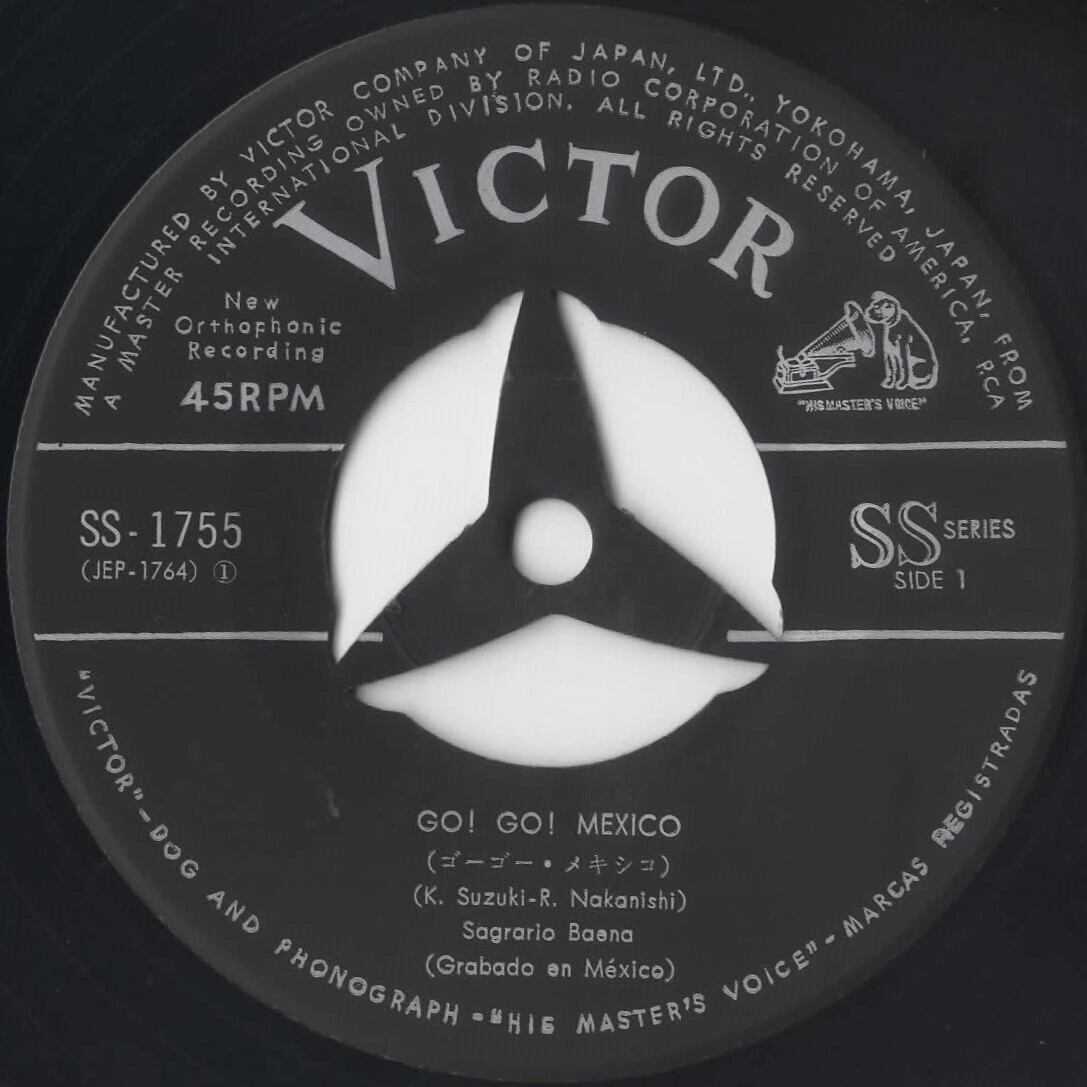 MANUFACTURED BY VICTOR COMPANY OF JAPAN, LTD., YOKOHAMA, JAPAN, FROM
A MASTER RECORDING OWNED BY RADIO CORPORATION OF AMERICA, RCA
INTERNATIONAL DIVISION. ALL RIGHTS RESERVED
VICTOR
New
Orthophonic
Recording
45RPM
"HIS MASTER'S VOICE"
SS-1755
(JEP-1764) ①
SS SERIES
SIDE 1
GO! GO! MEXICO
(ゴーゴー・メキシコ)
(K. Suzuki-R. Nakanishi)
Sagrario Baena
(Grabado en México)
"VICTOR"-DOG AND PHONOGRAPH-"HIS MASTER'S VOICE"-MARCAS REGISTRADAS